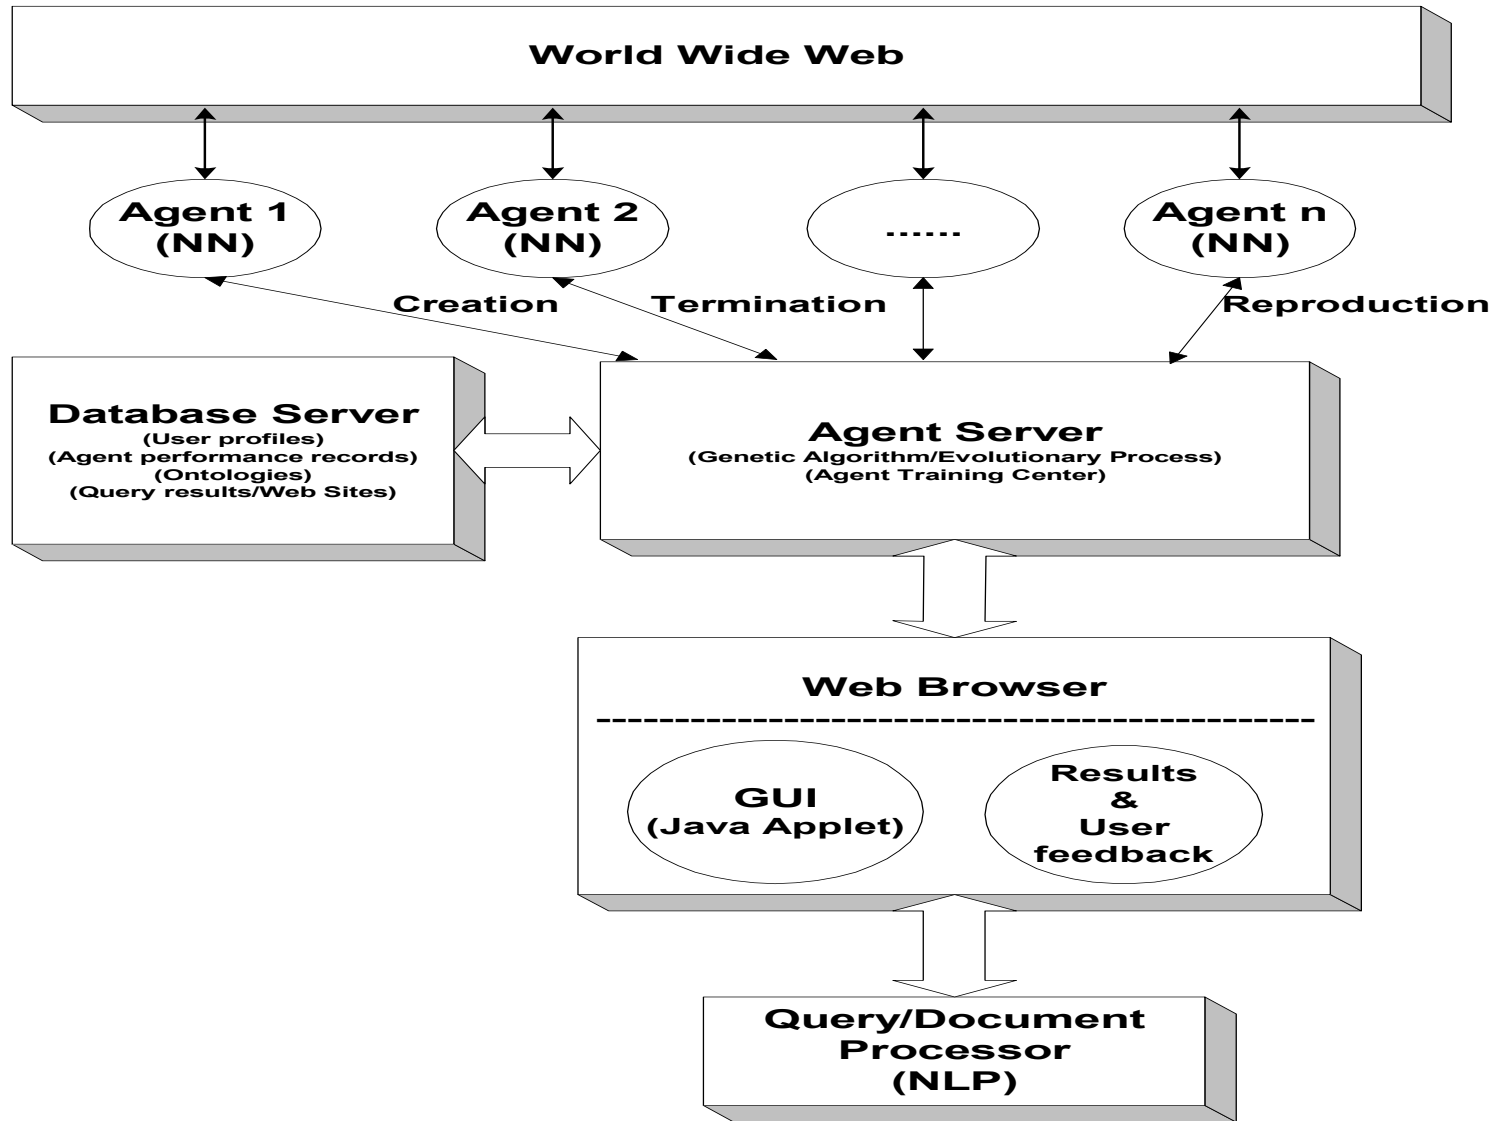 World Wide Web
Agent 1
(NN)
Agent 2
(NN)
......
Agent n
(NN)
Creation
Termination
Reproduction
Database Server
(User profiles)
(Agent performance records)
(Ontologies)
(Query results/Web Sites)
Agent Server
(Genetic Algorithm/Evolutionary Process)
(Agent Training Center)
Web Browser
GUI
(Java Applet)
Results
&
User
feedback
Query/Document
Processor
(NLP)